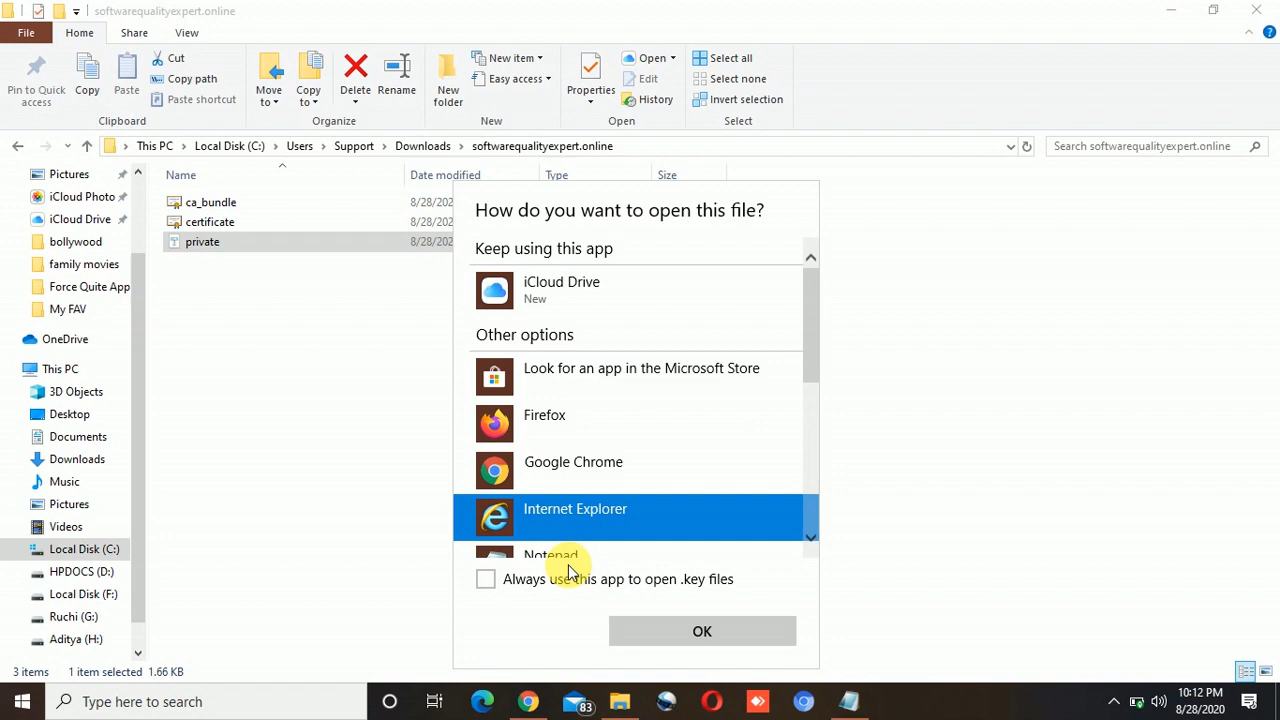 softwarequalityexpert.online
File
Home
Share
View
Pin to Quick access
Copy
Paste
Cut
Copy path
Paste shortcut
Clipboard
Move to
Copy to
Delete
Rename
Organize
New folder
New item
Easy access
New
Properties
Open
Edit
History
Open
Select all
Select none
Invert selection
Select
This PC > Local Disk (C:) > Users > Support > Downloads > softwarequalityexpert.online
Search softwarequalityexpert.online
Pictures
iCloud Photo
iCloud Drive
bollywood
family movies
Force Quite App
My FAV
OneDrive
This PC
3D Objects
Desktop
Documents
Downloads
Music
Pictures
Videos
Local Disk (C:)
HPDOCS (D:)
Local Disk (F:)
Ruchi (G:)
Aditya (H:)
Name
Date modified
Type
Size
ca_bundle
8/28/202
certificate
8/28/202
private
8/28/202
How do you want to open this file?
Keep using this app
iCloud Drive
New
Other options
Look for an app in the Microsoft Store
Firefox
Google Chrome
Internet Explorer
Notepad
Always use this app to open .key files
OK
3 items
1 item selected 1.66 KB
Type here to search
83
10:12 PM
8/28/2020